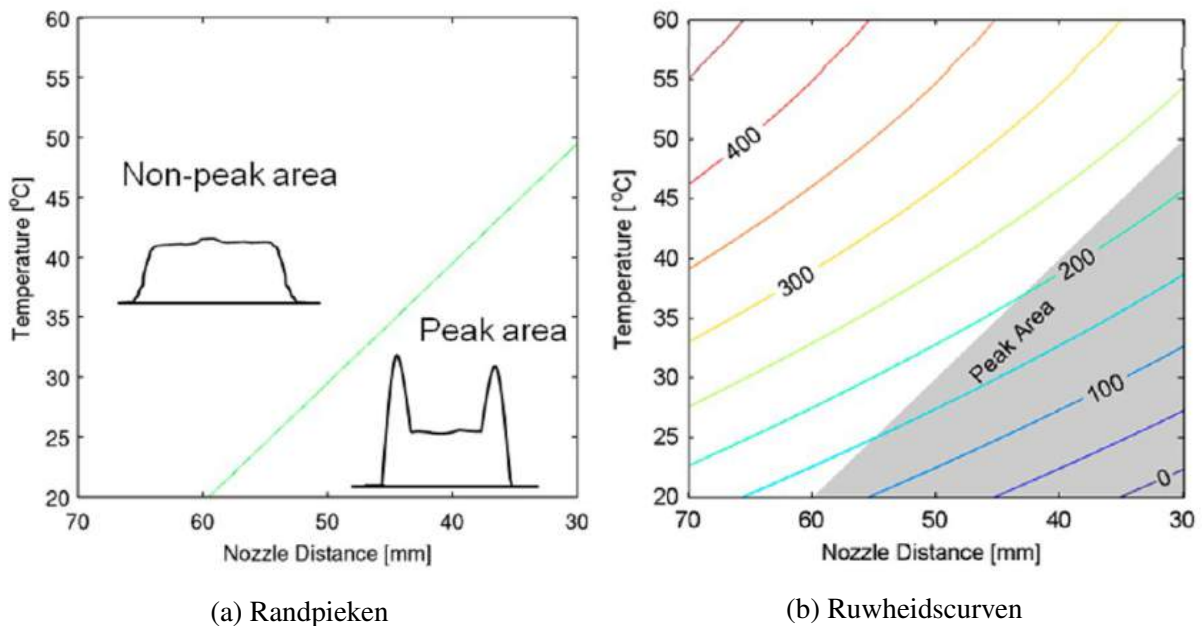 60
55
50
45
40
35
30
25
20
Temperature [°C]
Non-peak area
Peak area
70 60 50 40 30
Nozzle Distance [mm]
(a) Randpieken
60
55
50
45
40
35
30
25
20
Temperature [°C]
400
300
200
Peak Area
100
0
70 60 50 40 30
Nozzle Distance [mm]
(b) Ruwheidscurven